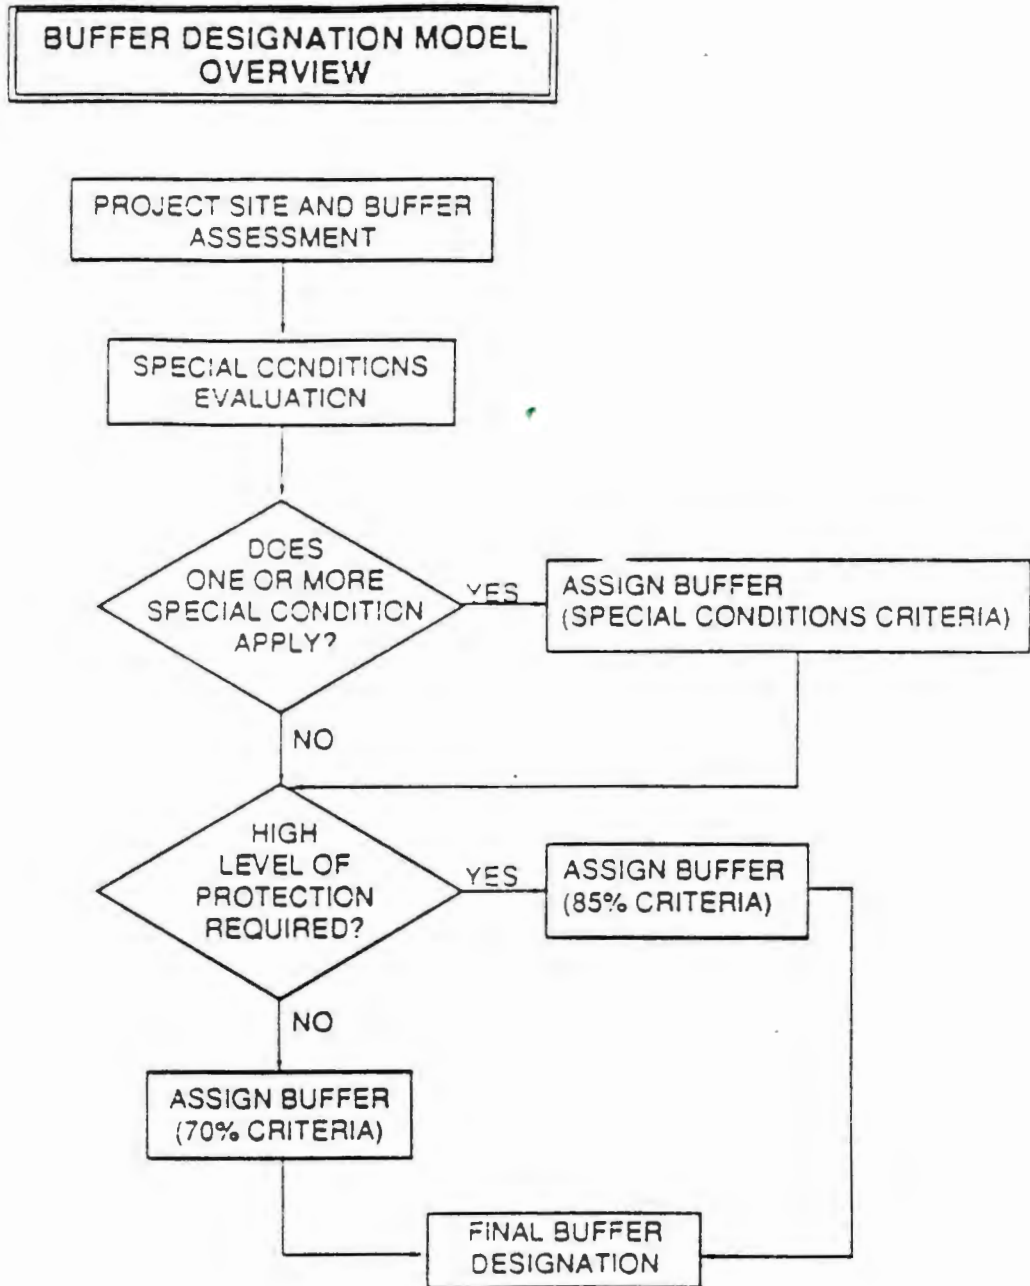 BUFFER DESIGNATION MODEL
OVERVIEW
PROJECT SITE AND BUFFER
ASSESSMENT
SPECIAL CONDITIONS
EVALUATION
DOES
ONE OR MORE
SPECIAL CONDITION
APPLY?
YES
ASSIGN BUFFER
(SPECIAL CONDITIONS CRITERIA)
NO
HIGH
LEVEL OF
PROTECTION
REQUIRED?
YES
ASSIGN BUFFER
(85% CRITERIA)
NO
ASSIGN BUFFER
(70% CRITERIA)
FINAL BUFFER
DESIGNATION